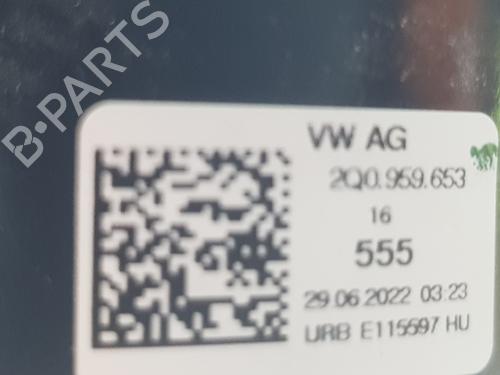 B-PARTS
VW AG
2Q0.959.653
16
555
29.06.2022 03:23
URB E115597 HU